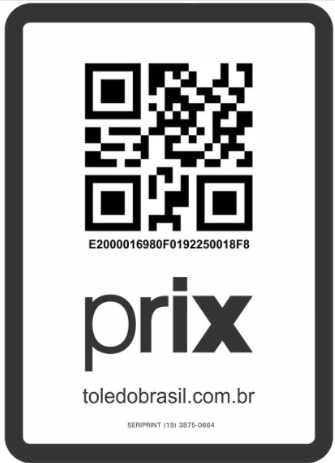 E2000016980F0192250018F8
prix
toledobrasil.com.br
SERIPRINT (19) 3875-0664